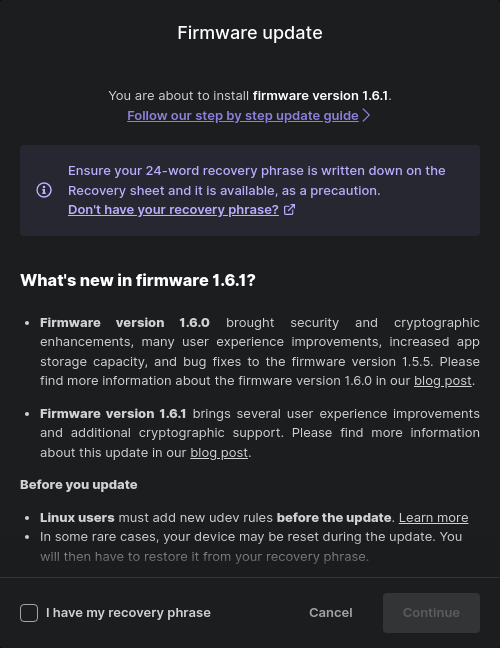 Firmware update
You are about to install firmware version 1.6.1.
Follow our step by step update guide
Ensure your 24-word recovery phrase is written down on the
Recovery sheet and it is available, as a precaution.
Don't have your recovery phrase?
What's new in firmware 1.6.1?
• Firmware version 1.6.0 brought security and cryptographic
enhancements, many user experience improvements, increased app
storage capacity, and bug fixes to the firmware version 1.5.5. Please
find more information about the firmware version 1.6.0 in our blog post.
• Firmware version 1.6.1 brings several user experience improvements
and additional cryptographic support. Please find more information
about this update in our blog post.
Before you update
• Linux users must add new udev rules before the update. Learn more
• In some rare cases, your device may be reset during the update. You
will then have to restore it from your recovery phrase.
I have my recovery phrase
Cancel
Continue